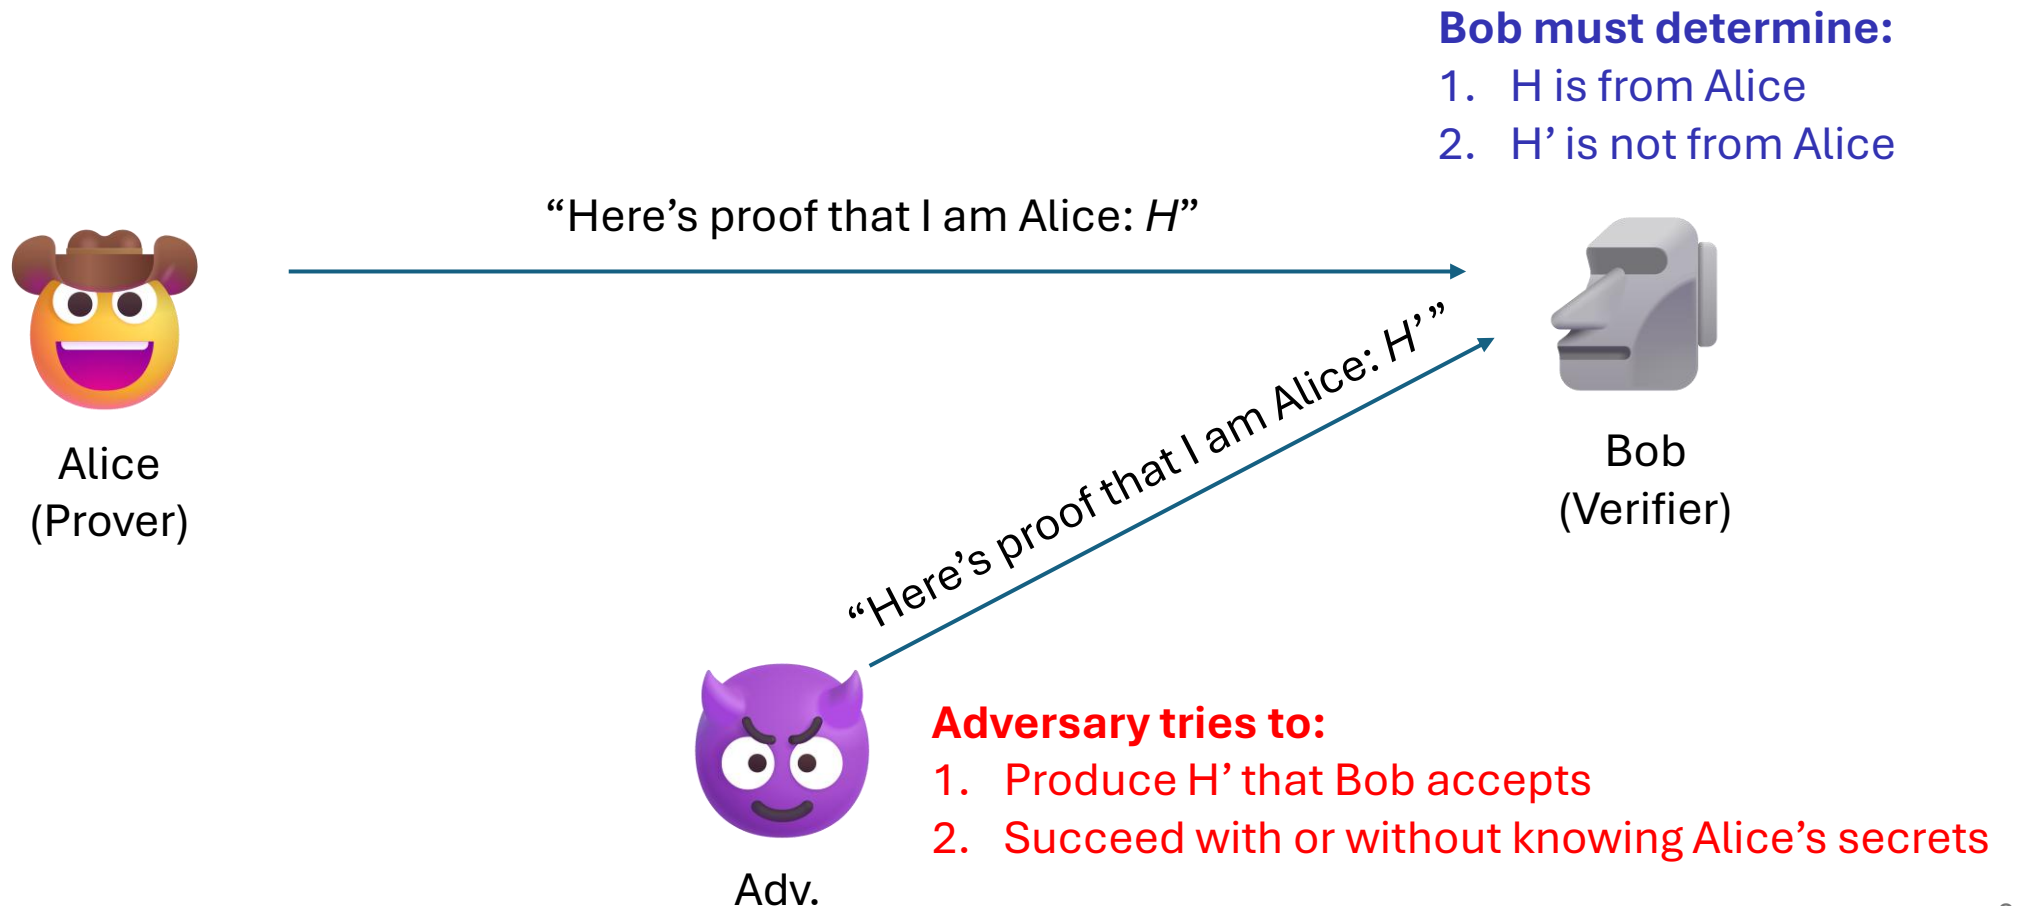 Bob must determine:
1. H is from Alice
2. H’ is not from Alice
“Here’s proof that I am Alice: H”
“Here’s proof that I am Alice: H’”
Alice
(Prover)
Bob
(Verifier)
Adversary tries to:
1. Produce H’ that Bob accepts
2. Succeed with or without knowing Alice’s secrets
Adv.